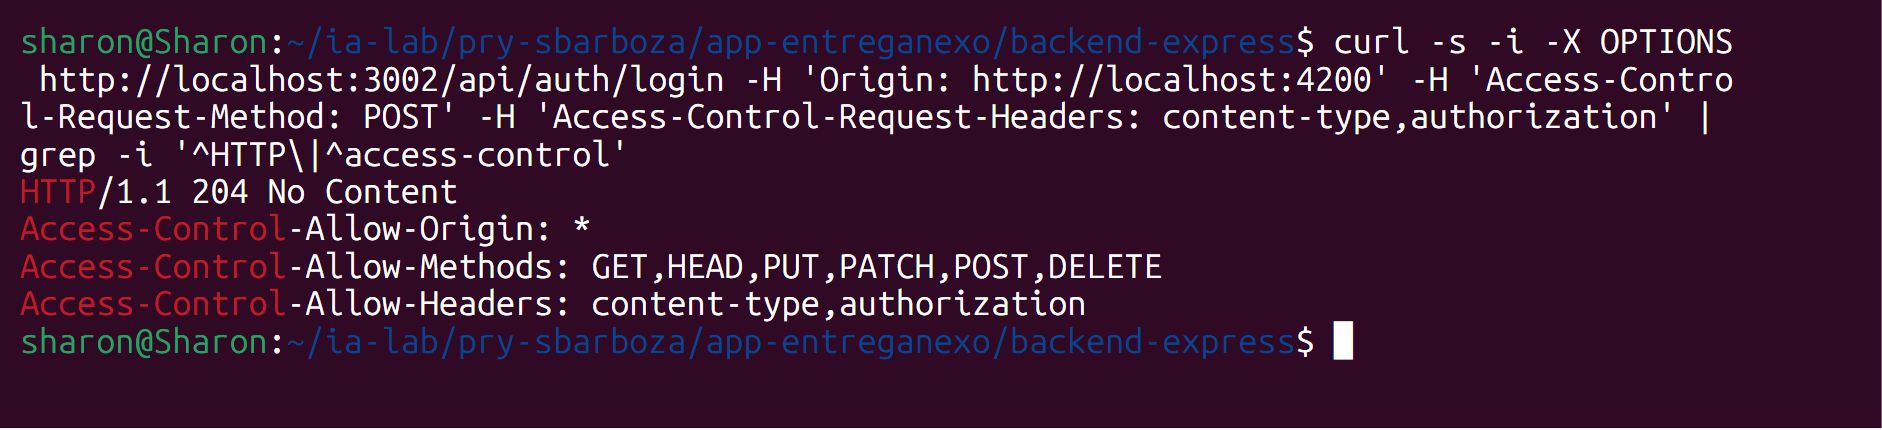 sharon@Sharon:~/ia-lab/pry-sbarboza/app-entreganexo/backend-express$ curl -s -i -X OPTIONS
 http://localhost:3002/api/auth/login -H 'Origin: http://localhost:4200' -H 'Access-Contro
l-Request-Method: POST' -H 'Access-Control-Request-Headers: content-type,authorization' |
grep -i '^HTTP\|^access-control'
HTTP/1.1 204 No Content
Access-Control-Allow-Origin: *
Access-Control-Allow-Methods: GET,HEAD,PUT,PATCH,POST,DELETE
Access-Control-Allow-Headers: content-type,authorization
sharon@Sharon:~/ia-lab/pry-sbarboza/app-entreganexo/backend-express$